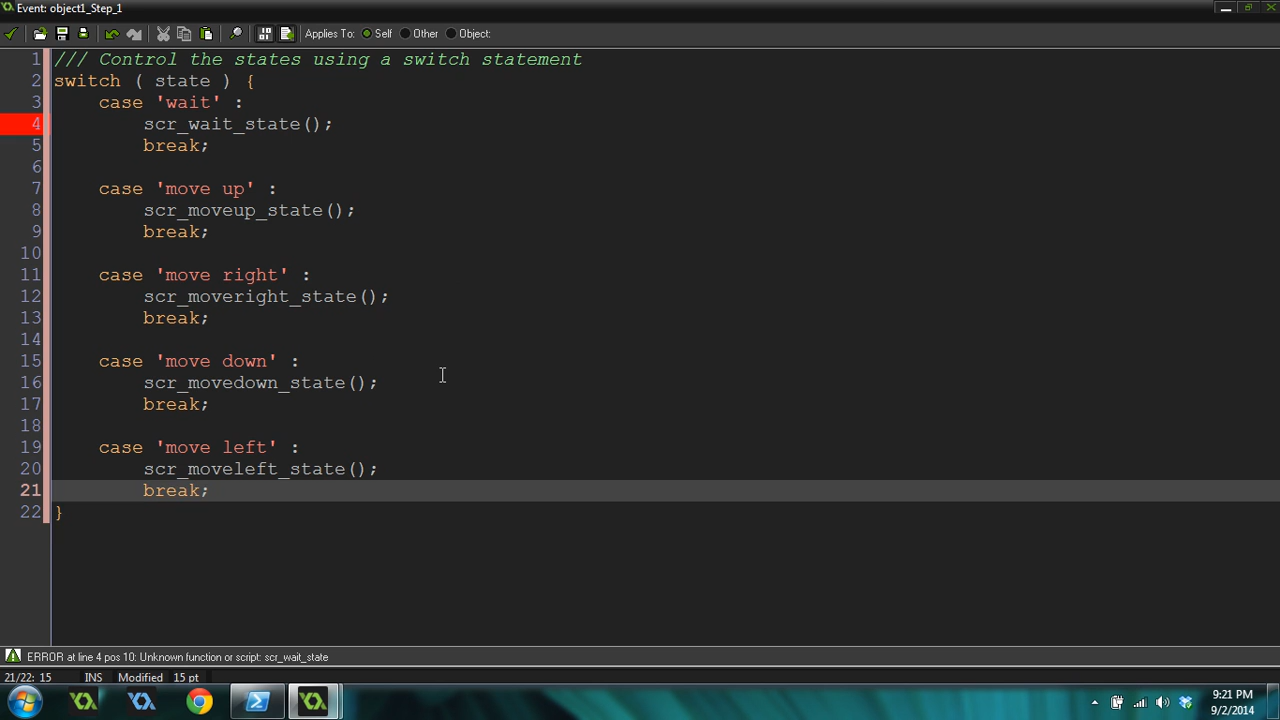 Event: object1_Step_1
Applies To: Self Other Object:
1 /// Control the states using a switch statement
2 switch ( state ) {
3 case 'wait' :
4 scr_wait_state();
5 break;
6
7 case 'move up' :
8 scr_moveup_state();
9 break;
10
11 case 'move right' :
12 scr_moveright_state();
13 break;
14
15 case 'move down' :
16 scr_movedown_state();
17 break;
18
19 case 'move left' :
20 scr_moveleft_state();
21 break;
22 }
ERROR at line 4 pos 10: Unknown function or script: scr_wait_state
21/22: 15 INS Modified 15 pt
9:21 PM
9/2/2014